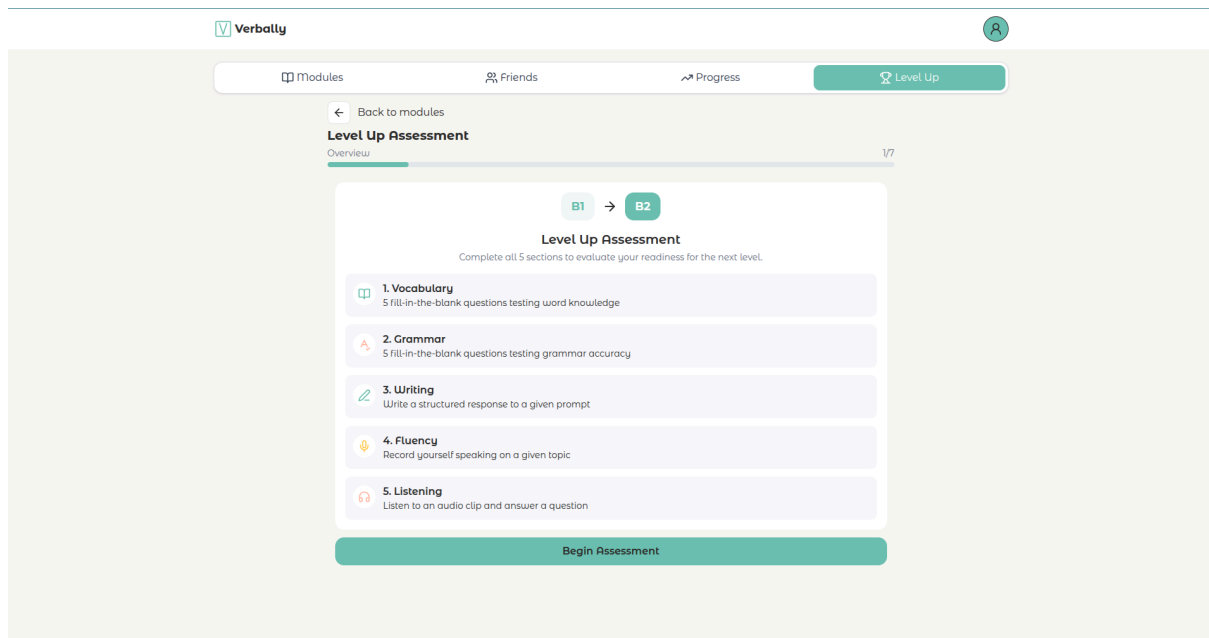 Verbally
Modules
Friends
Progress
Level Up
Back to modules
Level Up Assessment
Overview
1/7
B1
B2
Level Up Assessment
Complete all 5 sections to evaluate your readiness for the next level.
1. Vocabulary
5 fill-in-the-blank questions testing word knowledge
2. Grammar
5 fill-in-the-blank questions testing grammar accuracy
3. Writing
Write a structured response to a given prompt
4. Fluency
Record yourself speaking on a given topic
5. Listening
Listen to an audio clip and answer a question
Begin Assessment